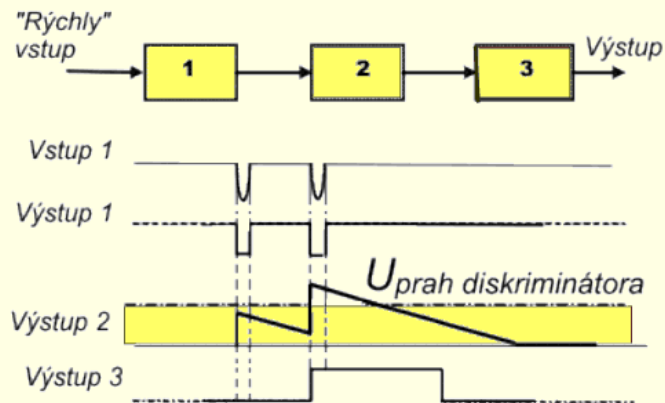 "Rýchly"
vstup
1
2
3
Výstup
Vstup 1
Výstup 1
Uprah diskriminátora
Výstup 2
Výstup 3